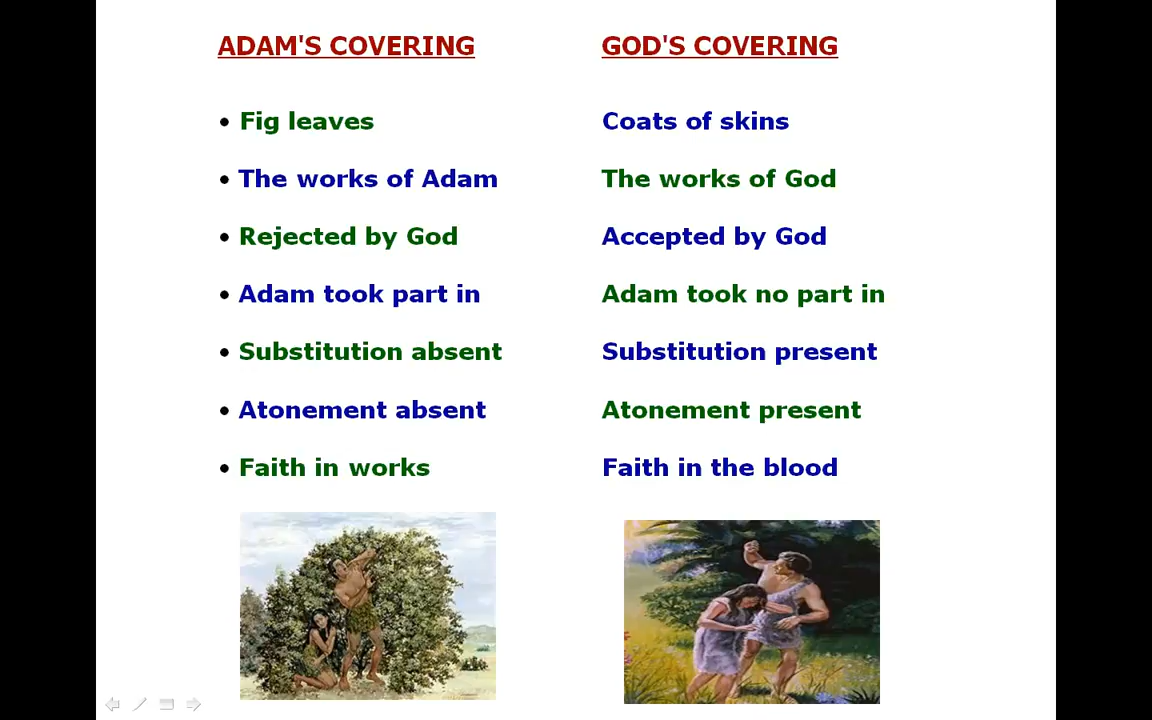 ADAM'S COVERING GOD'S COVERING
• Fig leaves Coats of skins
• The works of Adam The works of God
• Rejected by God Accepted by God
• Adam took part in Adam took no part in
• Substitution absent Substitution present
• Atonement absent Atonement present
• Faith in works Faith in the blood